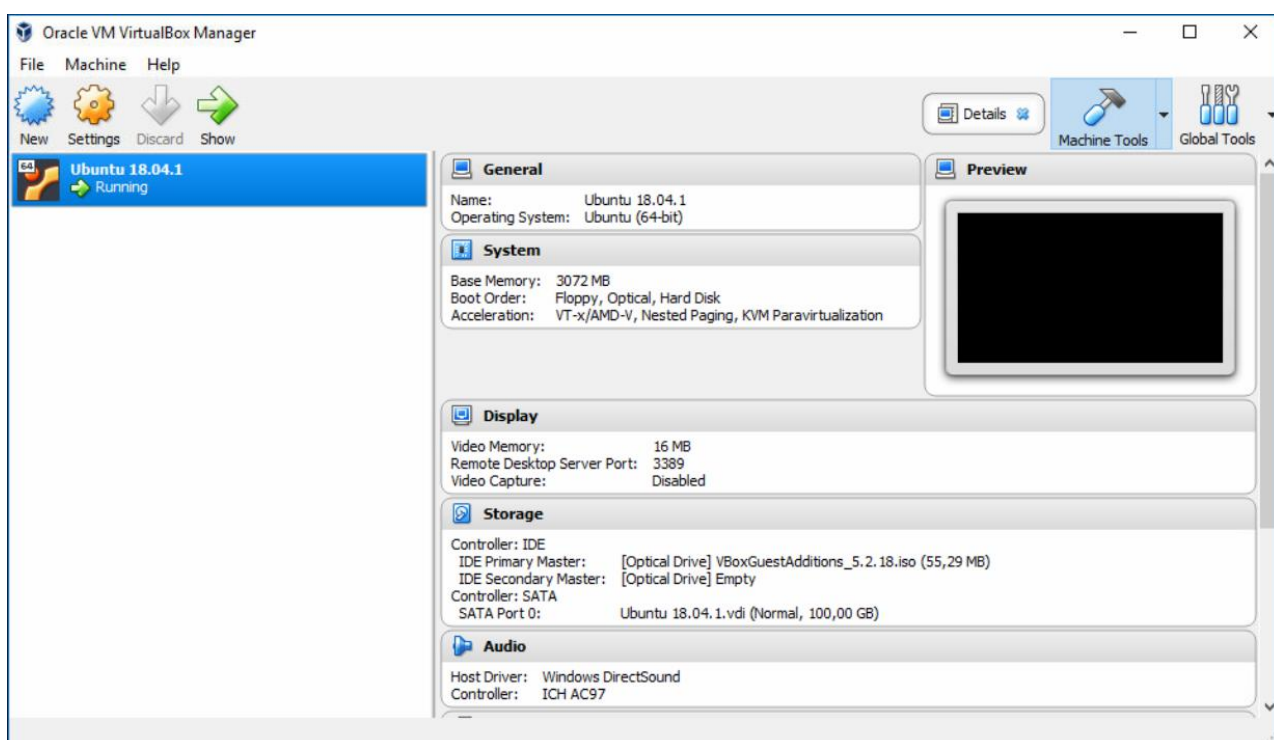 Oracle VM VirtualBox Manager
File Machine Help
New Settings Discard Show
Details
Machine Tools
Global Tools
64
Ubuntu 18.04.1
Running
General
Name: Ubuntu 18.04.1
Operating System: Ubuntu (64-bit)
System
Base Memory: 3072 MB
Boot Order: Floppy, Optical, Hard Disk
Acceleration: VT-x/AMD-V, Nested Paging, KVM Paravirtualization
Preview
Display
Video Memory: 16 MB
Remote Desktop Server Port: 3389
Video Capture: Disabled
Storage
Controller: IDE
IDE Primary Master: [Optical Drive] VBoxGuestAdditions_5.2.18.iso (55,29 MB)
IDE Secondary Master: [Optical Drive] Empty
Controller: SATA
SATA Port 0: Ubuntu 18.04.1.vdi (Normal, 100,00 GB)
Audio
Host Driver: Windows DirectSound
Controller: ICH AC97